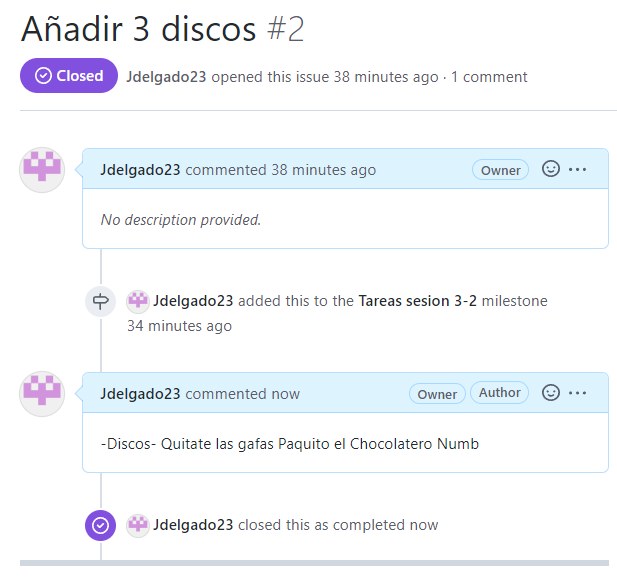 Añadir 3 discos #2
Closed Jdelgado23 opened this issue 38 minutes ago · 1 comment
Jdelgado23 commented 38 minutes ago Owner
No description provided.
Jdelgado23 added this to the Tareas sesion 3-2 milestone
34 minutes ago
Jdelgado23 commented now Owner Author
-Discos- Quitate las gafas Paquito el Chocolatero Numb
Jdelgado23 closed this as completed now